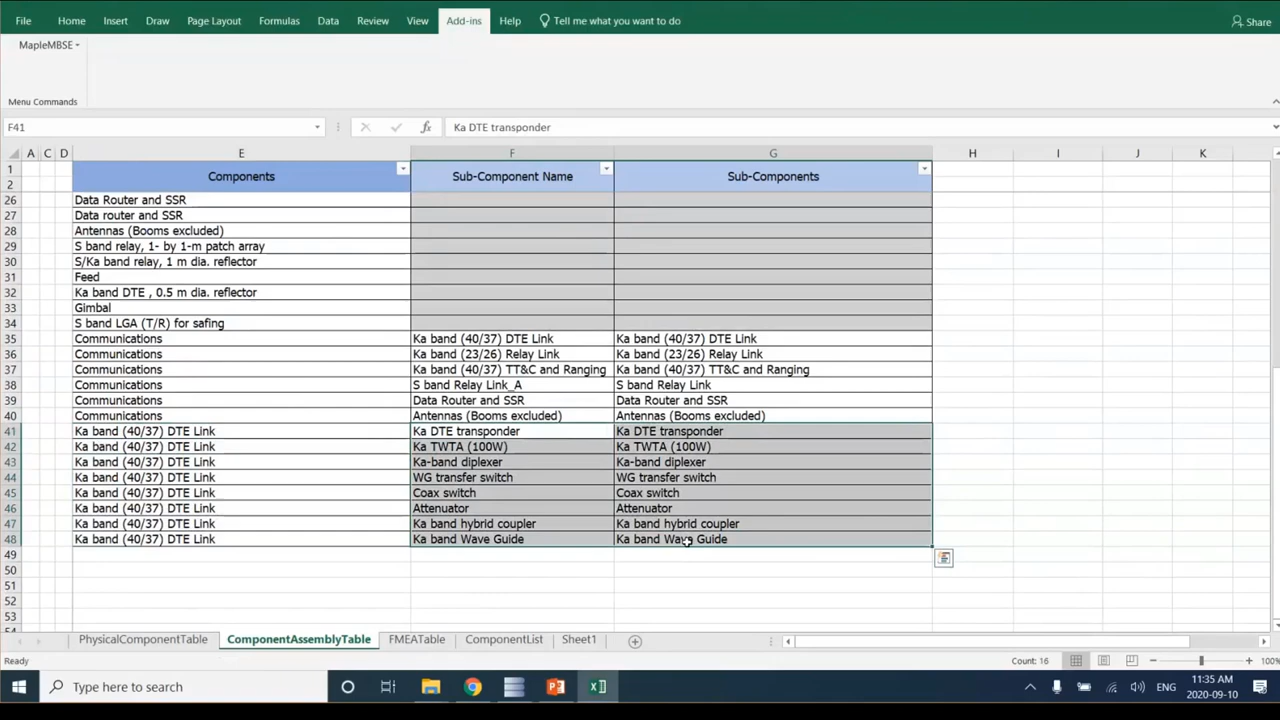 File Home Insert Draw Page Layout Formulas Data Review View Add-ins Help Tell me what you want to do Share
MapleMBSE
Menu Commands
F41 fx Ka DTE transponder
A B C D E F G H I J K
1
Components Sub-Component Name Sub-Components
2
26 Data Router and SSR
27 Data router and SSR
28 Antennas (Booms excluded)
29 S band relay, 1- by 1-m patch array
30 S/Ka band relay, 1 m dia. reflector
31 Feed
32 Ka band DTE , 0.5 m dia. reflector
33 Gimbal
34 S band LGA (T/R) for safing
35 Communications Ka band (40/37) DTE Link Ka band (40/37) DTE Link
36 Communications Ka band (23/26) Relay Link Ka band (23/26) Relay Link
37 Communications Ka band (40/37) TT&C and Ranging Ka band (40/37) TT&C and Ranging
38 Communications S band Relay Link_A S band Relay Link
39 Communications Data Router and SSR Data Router and SSR
40 Communications Antennas (Booms excluded) Antennas (Booms excluded)
41 Ka band (40/37) DTE Link Ka DTE transponder Ka DTE transponder
42 Ka band (40/37) DTE Link Ka TWTA (100W) Ka TWTA (100W)
43 Ka band (40/37) DTE Link Ka-band diplexer Ka-band diplexer
44 Ka band (40/37) DTE Link WG transfer switch WG transfer switch
45 Ka band (40/37) DTE Link Coax switch Coax switch
46 Ka band (40/37) DTE Link Attenuator Attenuator
47 Ka band (40/37) DTE Link Ka band hybrid coupler Ka band hybrid coupler
48 Ka band (40/37) DTE Link Ka band Wave Guide Ka band Wave Guide
49
50
51
52
53
PhysicalComponentTable ComponentAssemblyTable FMEATable ComponentList Sheet1
Ready Count: 16 100%
Type here to search ENG 11:35 AM
2020-09-10